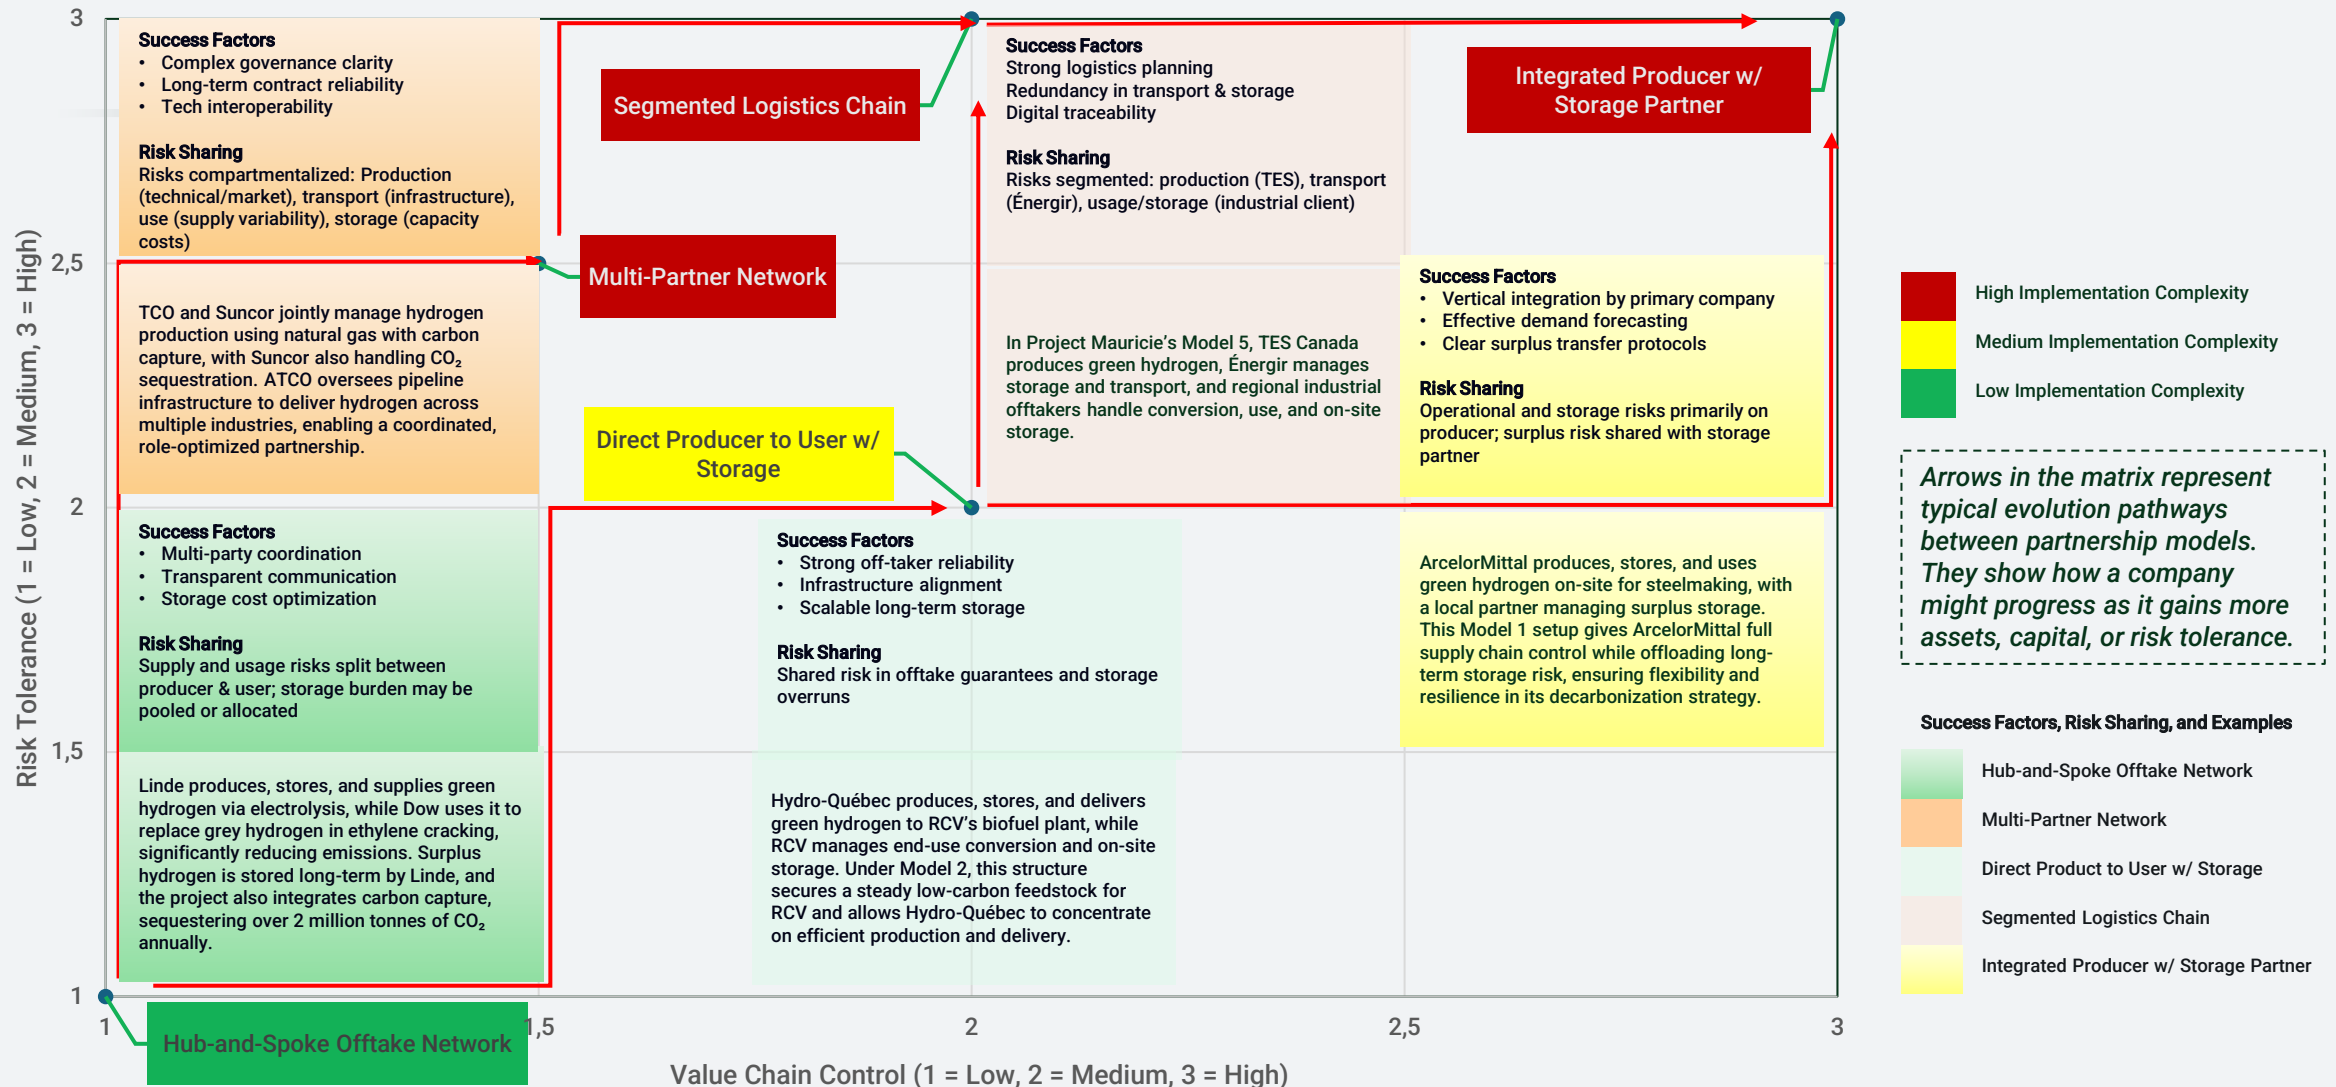 3
Success Factors
• Complex governance clarity
• Long-term contract reliability
• Tech interoperability
Risk Sharing
Risks compartmentalized: Production
(technical/market), transport (infrastructure),
use (supply variability), storage (capacity
costs)
Segmented Logistics Chain
Success Factors
Strong logistics planning
Redundancy in transport & storage
Digital traceability
Risk Sharing
Risks segmented: production (TES), transport
(Énergir), usage/storage (industrial client)
Integrated Producer w/
Storage Partner
Risk Tolerance (1 = Low, 2 = Medium, 3 = High)
2,5
Multi-Partner Network
TCO and Suncor jointly manage hydrogen
production using natural gas with carbon
capture, with Suncor also handling CO₂
sequestration. ATCO oversees pipeline
infrastructure to deliver hydrogen across
multiple industries, enabling a coordinated,
role-optimized partnership.
Direct Producer to User w/
Storage
In Project Mauricie's Model 5, TES Canada
produces green hydrogen, Énergir manages
storage and transport, and regional industrial
offtakers handle conversion, use, and on-site
storage.
Success Factors
• Vertical integration by primary company
• Effective demand forecasting
• Clear surplus transfer protocols
Risk Sharing
Operational and storage risks primarily on
producer; surplus risk shared with storage
partner
2
Success Factors
• Multi-party coordination
• Transparent communication
• Storage cost optimization
Risk Sharing
Supply and usage risks split between
producer & user; storage burden may be
pooled or allocated
Success Factors
• Strong off-taker reliability
• Infrastructure alignment
• Scalable long-term storage
Risk Sharing
Shared risk in offtake guarantees and storage
overruns
ArcelorMittal produces, stores, and uses
green hydrogen on-site for steelmaking, with
a local partner managing surplus storage.
This Model 1 setup gives ArcelorMittal full
supply chain control while offloading long-
term storage risk, ensuring flexibility and
resilience in its decarbonization strategy.
1,5
Linde produces, stores, and supplies green
hydrogen via electrolysis, while Dow uses it to
replace grey hydrogen in ethylene cracking,
significantly reducing emissions. Surplus
hydrogen is stored long-term by Linde, and
the project also integrates carbon capture,
sequestering over 2 million tonnes of CO₂
annually.
Hydro-Québec produces, stores, and delivers
green hydrogen to RCV's biofuel plant, while
RCV manages end-use conversion and on-site
storage. Under Model 2, this structure
secures a steady low-carbon feedstock for
RCV and allows Hydro-Québec to concentrate
on efficient production and delivery.
1
1
1,5
2
2,5
3
Hub-and-Spoke Offtake Network
Value Chain Control (1 = Low, 2 = Medium, 3 = High)
High Implementation Complexity
Medium Implementation Complexity
Low Implementation Complexity
Arrows in the matrix represent
typical evolution pathways
between partnership models.
They show how a company
might progress as it gains more
assets, capital, or risk tolerance.
Success Factors, Risk Sharing, and Examples
Hub-and-Spoke Offtake Network
Multi-Partner Network
Direct Product to User w/ Storage
Segmented Logistics Chain
Integrated Producer w/ Storage Partner